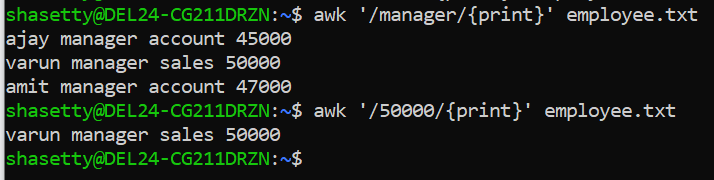 shasetty@DEL24-CG211DRZN:~$ awk '/manager/{print}' employee.txt
ajay manager account 45000
varun manager sales 50000
amit manager account 47000
shasetty@DEL24-CG211DRZN:~$ awk '/50000/{print}' employee.txt
varun manager sales 50000
shasetty@DEL24-CG211DRZN:~$